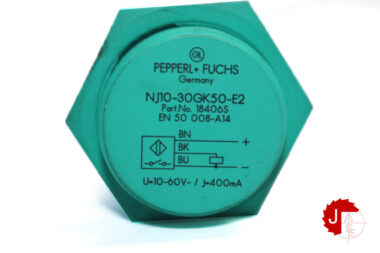 GL
PEPPERL+ FUCHS
Germany
NJ10-30GK50-E2
Part.No. 18406S
EN 50 008-A14
BN
+
BK
BU
-
U=10-60V- / J=400mA
J